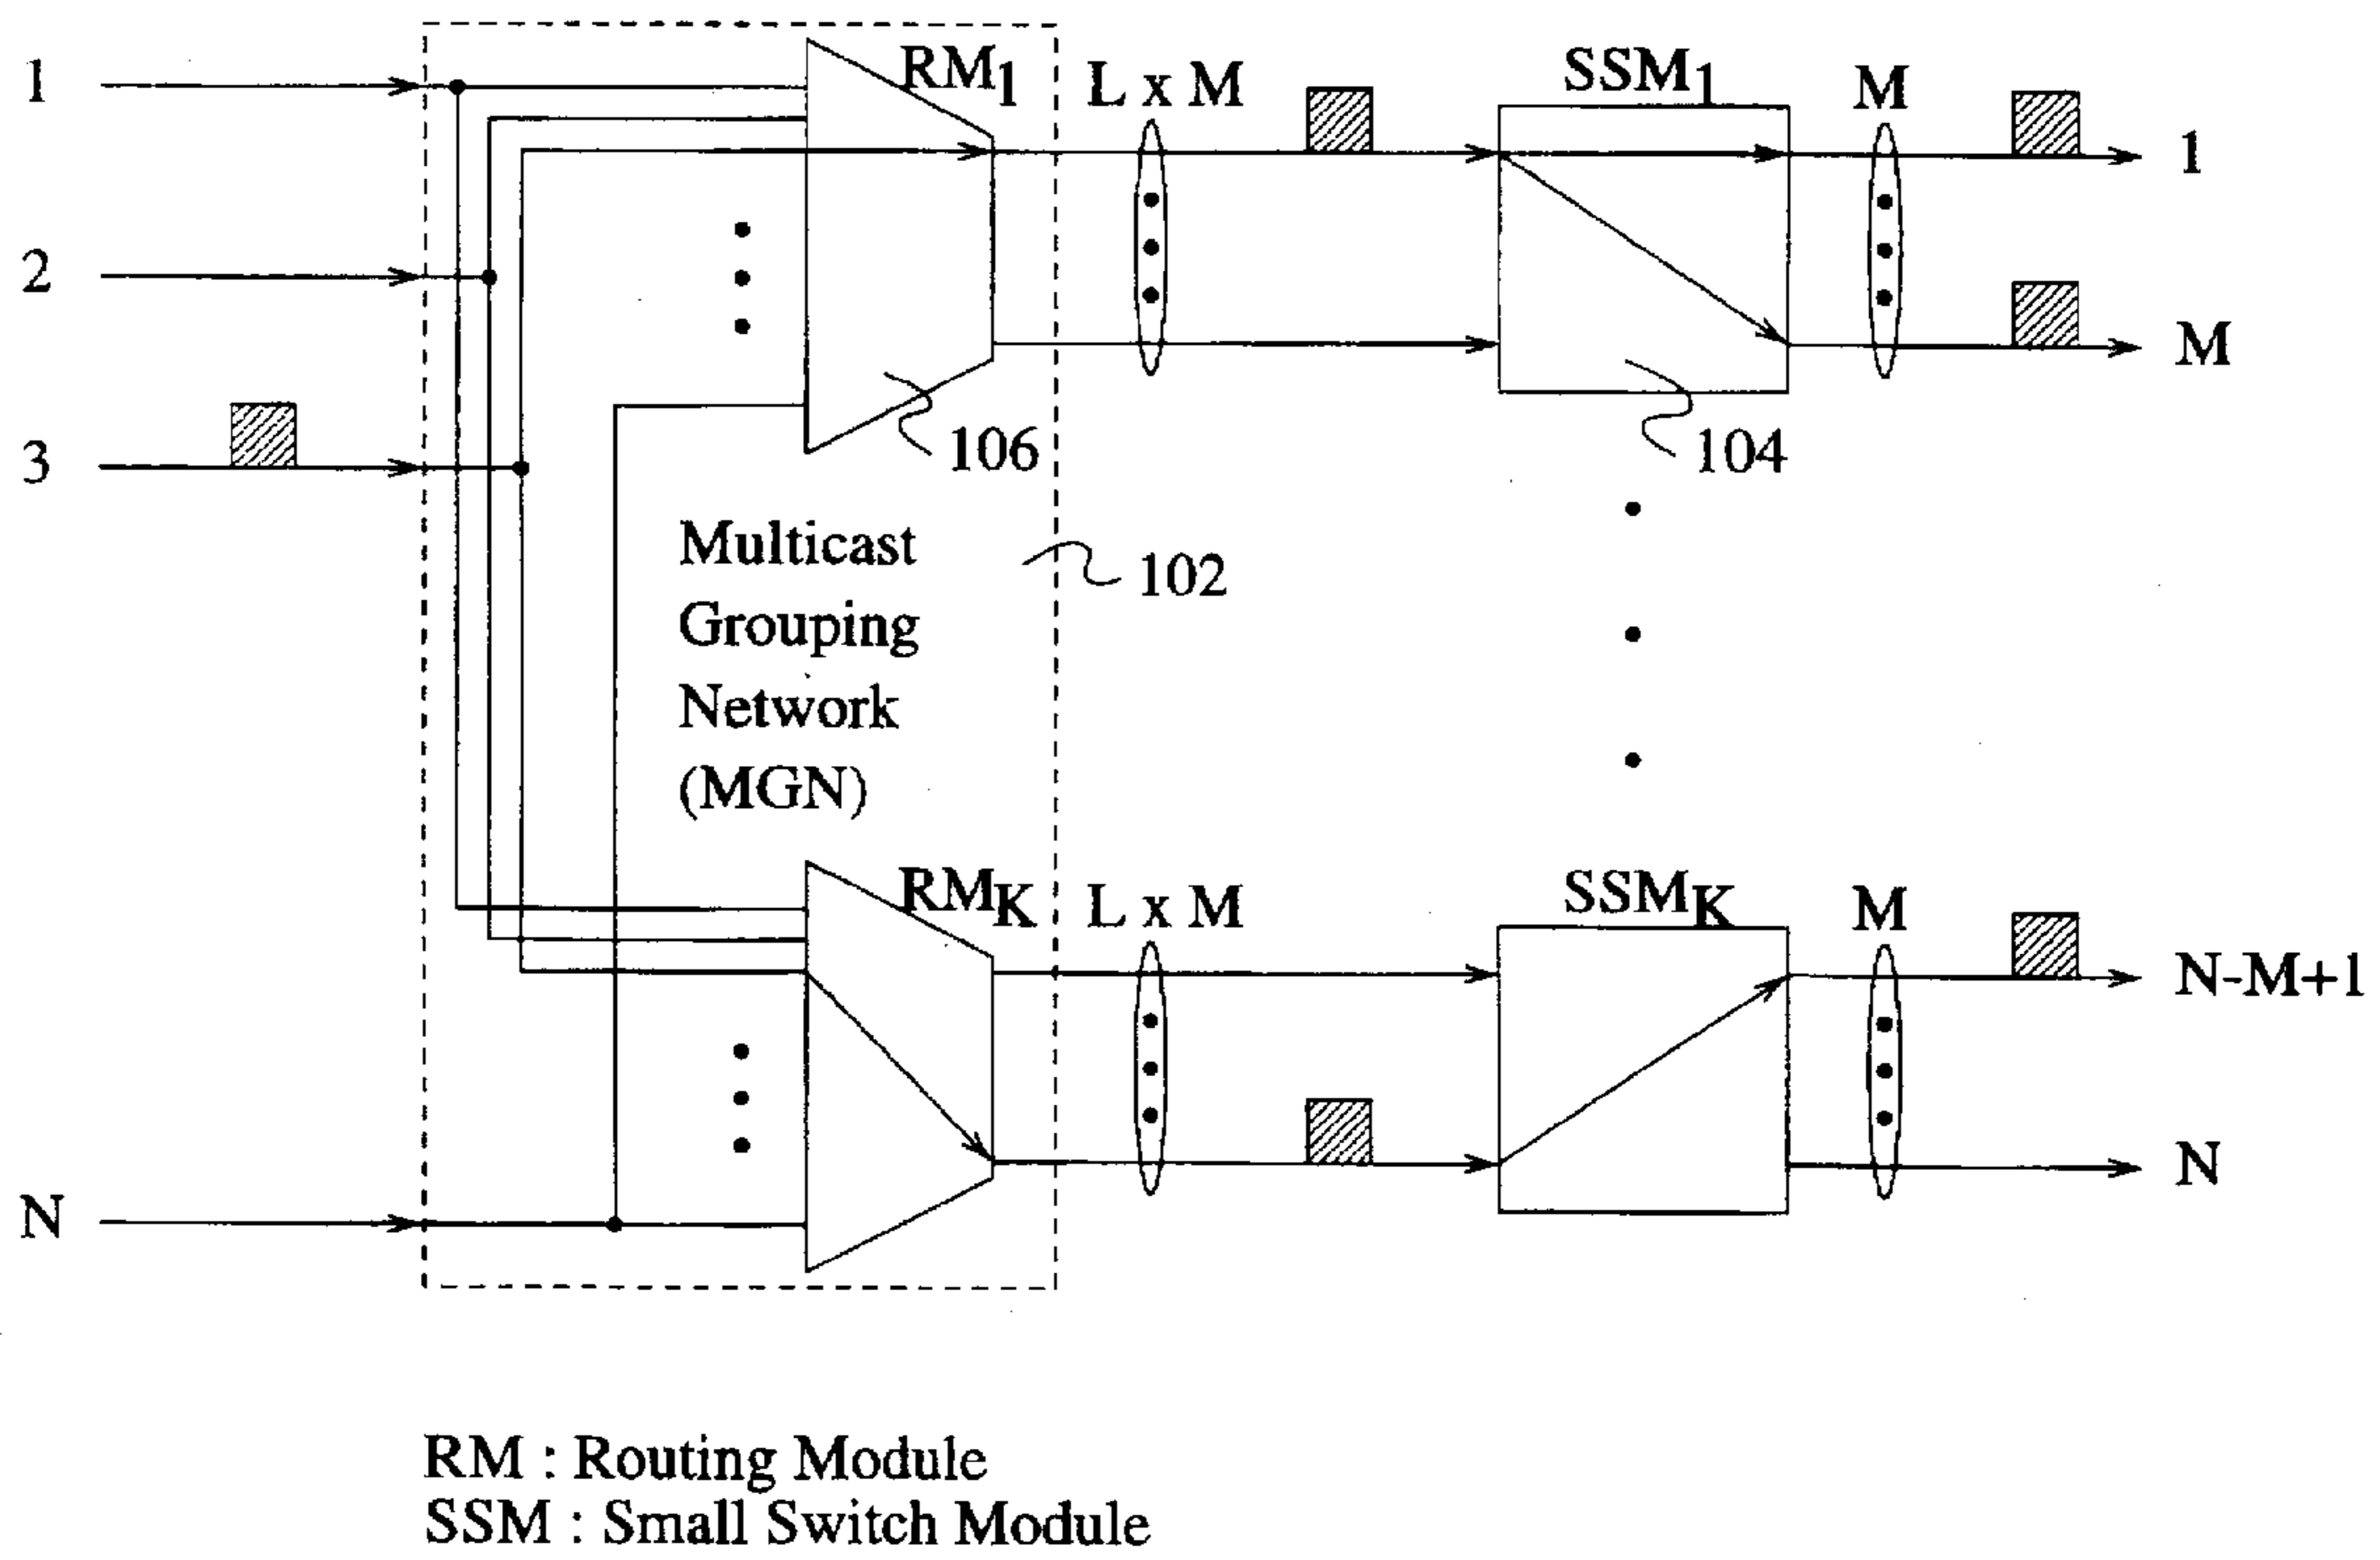 1
2
3
N
RM1
L x M
SSM1
M
1
M
106
104
Multicast
Grouping
Network
(MGN)
102
RMK
L x M
SSMK
M
N-M+1
N
RM : Routing Module
SSM : Small Switch Module